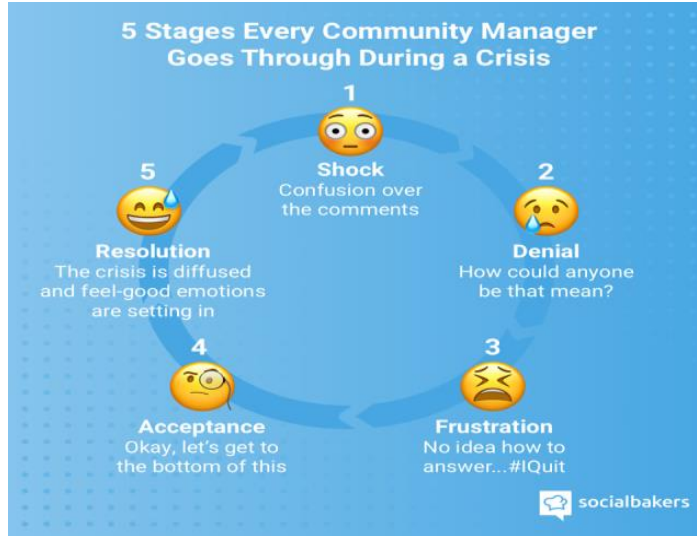 5 Stages Every Community Manager
Goes Through During a Crisis
1
Shock
Confusion over
the comments
2
Denial
How could anyone
be that mean?
3
Frustration
No idea how to
answer...#IQuit
4
Acceptance
Okay, let's get to
the bottom of this
5
Resolution
The crisis is diffused
and feel-good emotions
are setting in
socialbakers